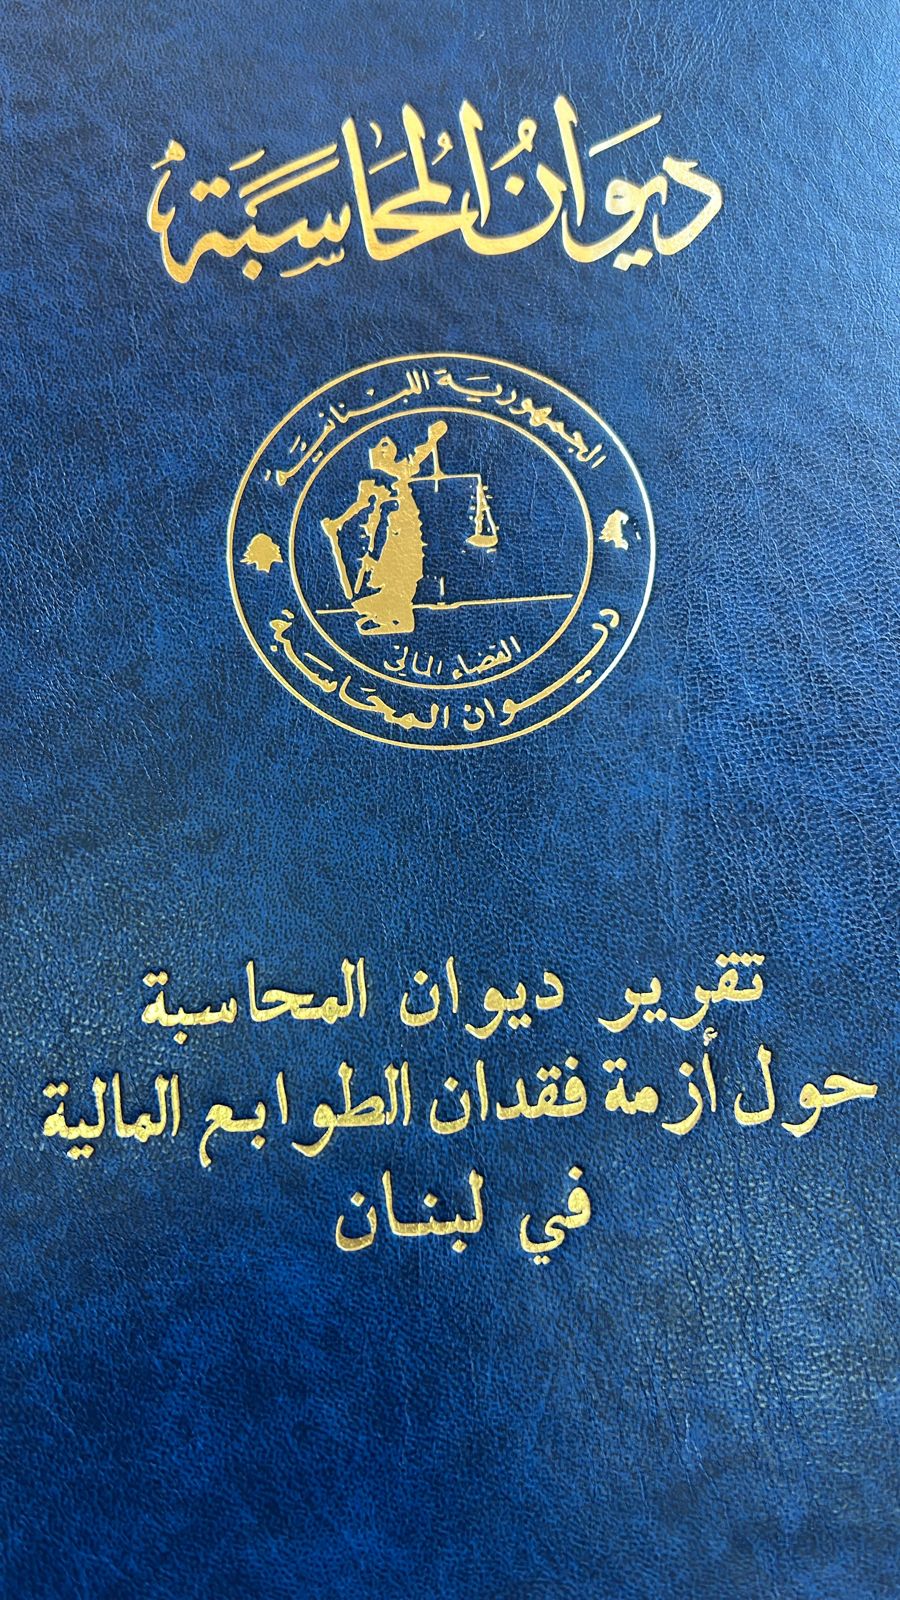 ديوان المحاسبة
الجمهورية اللبنانية
القضاء المالي
ديوان المحاسبة
تقرير ديوان المحاسبة
حول أزمة فقدان الطوابع المالية
في لبنان